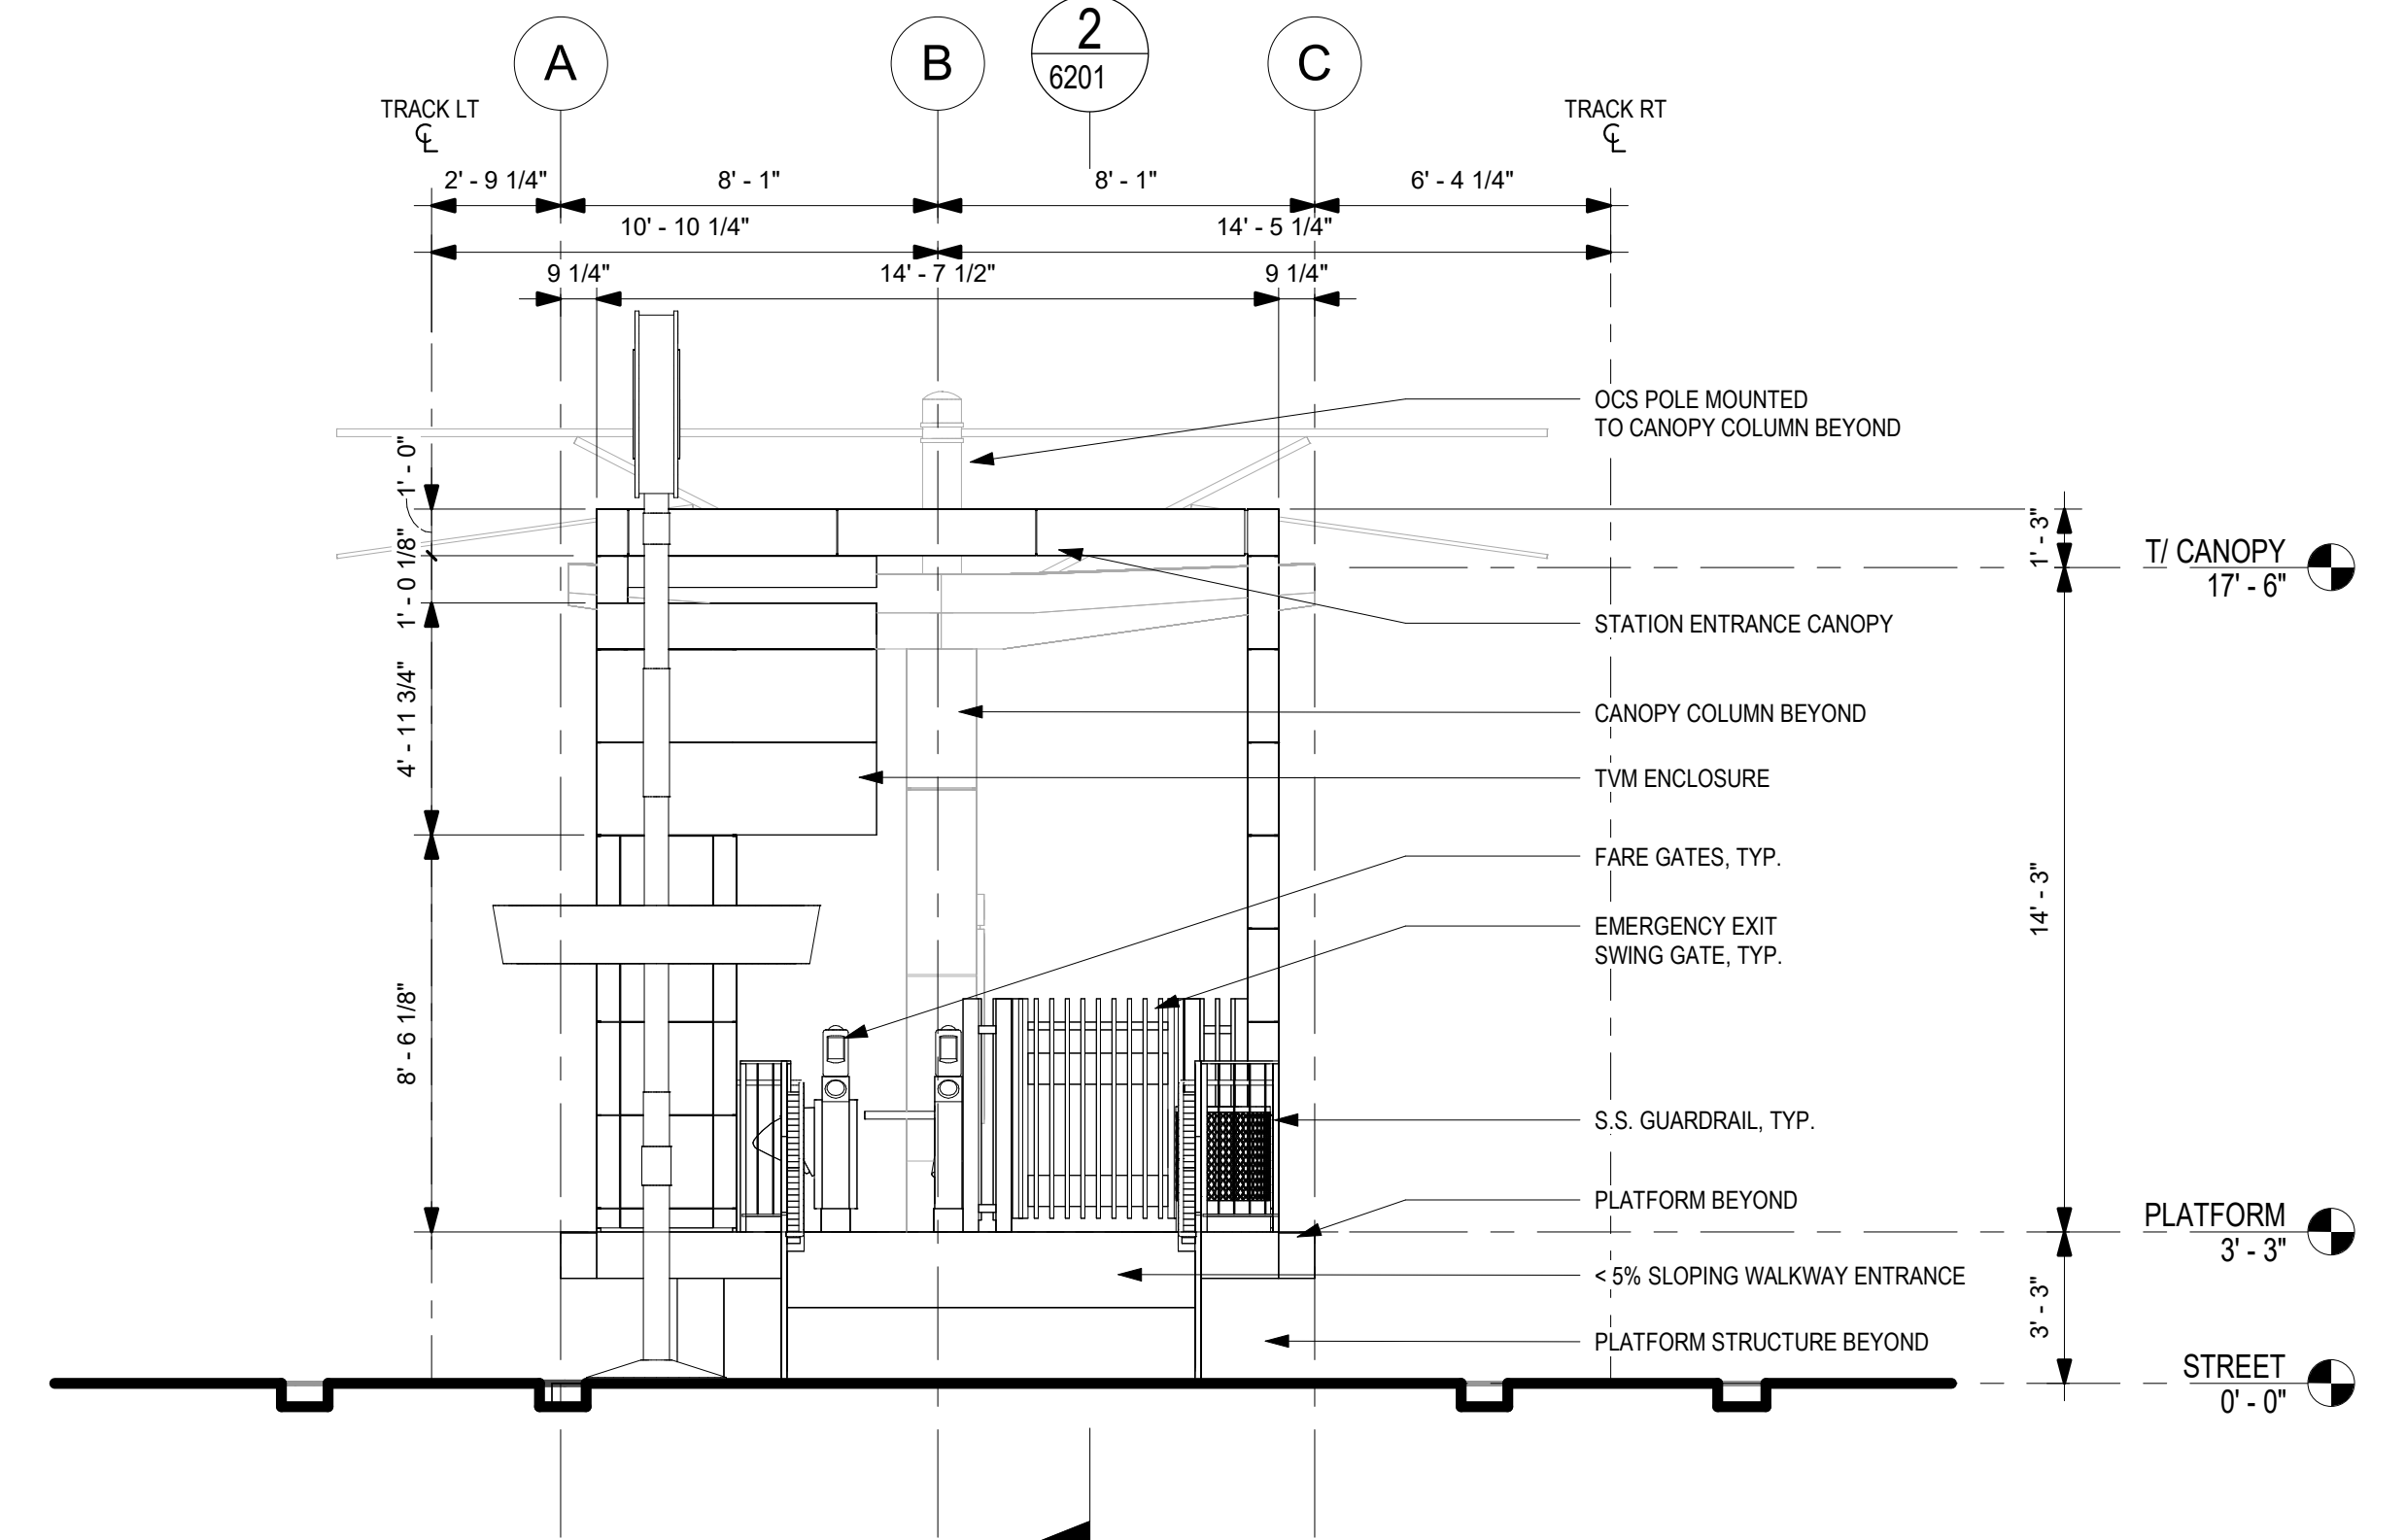 A
B
2
6201
C
TRACK LT
℄
TRACK RT
℄
2' - 9 1/4"
8' - 1"
8' - 1"
6' - 4 1/4"
10' - 10 1/4"
14' - 5 1/4"
9 1/4"
14' - 7 1/2"
9 1/4"
1' - 0"
1' - 0 1/8"
4' - 11 3/4"
8' - 6 1/8"
OCS POLE MOUNTED
TO CANOPY COLUMN BEYOND
STATION ENTRANCE CANOPY
CANOPY COLUMN BEYOND
TVM ENCLOSURE
FARE GATES, TYP.
EMERGENCY EXIT
SWING GATE, TYP.
S.S. GUARDRAIL, TYP.
PLATFORM BEYOND
< 5% SLOPING WALKWAY ENTRANCE
PLATFORM STRUCTURE BEYOND
1' - 3"
14' - 3"
3' - 3"
T/ CANOPY
17' - 6"
PLATFORM
3' - 3"
STREET
0' - 0"